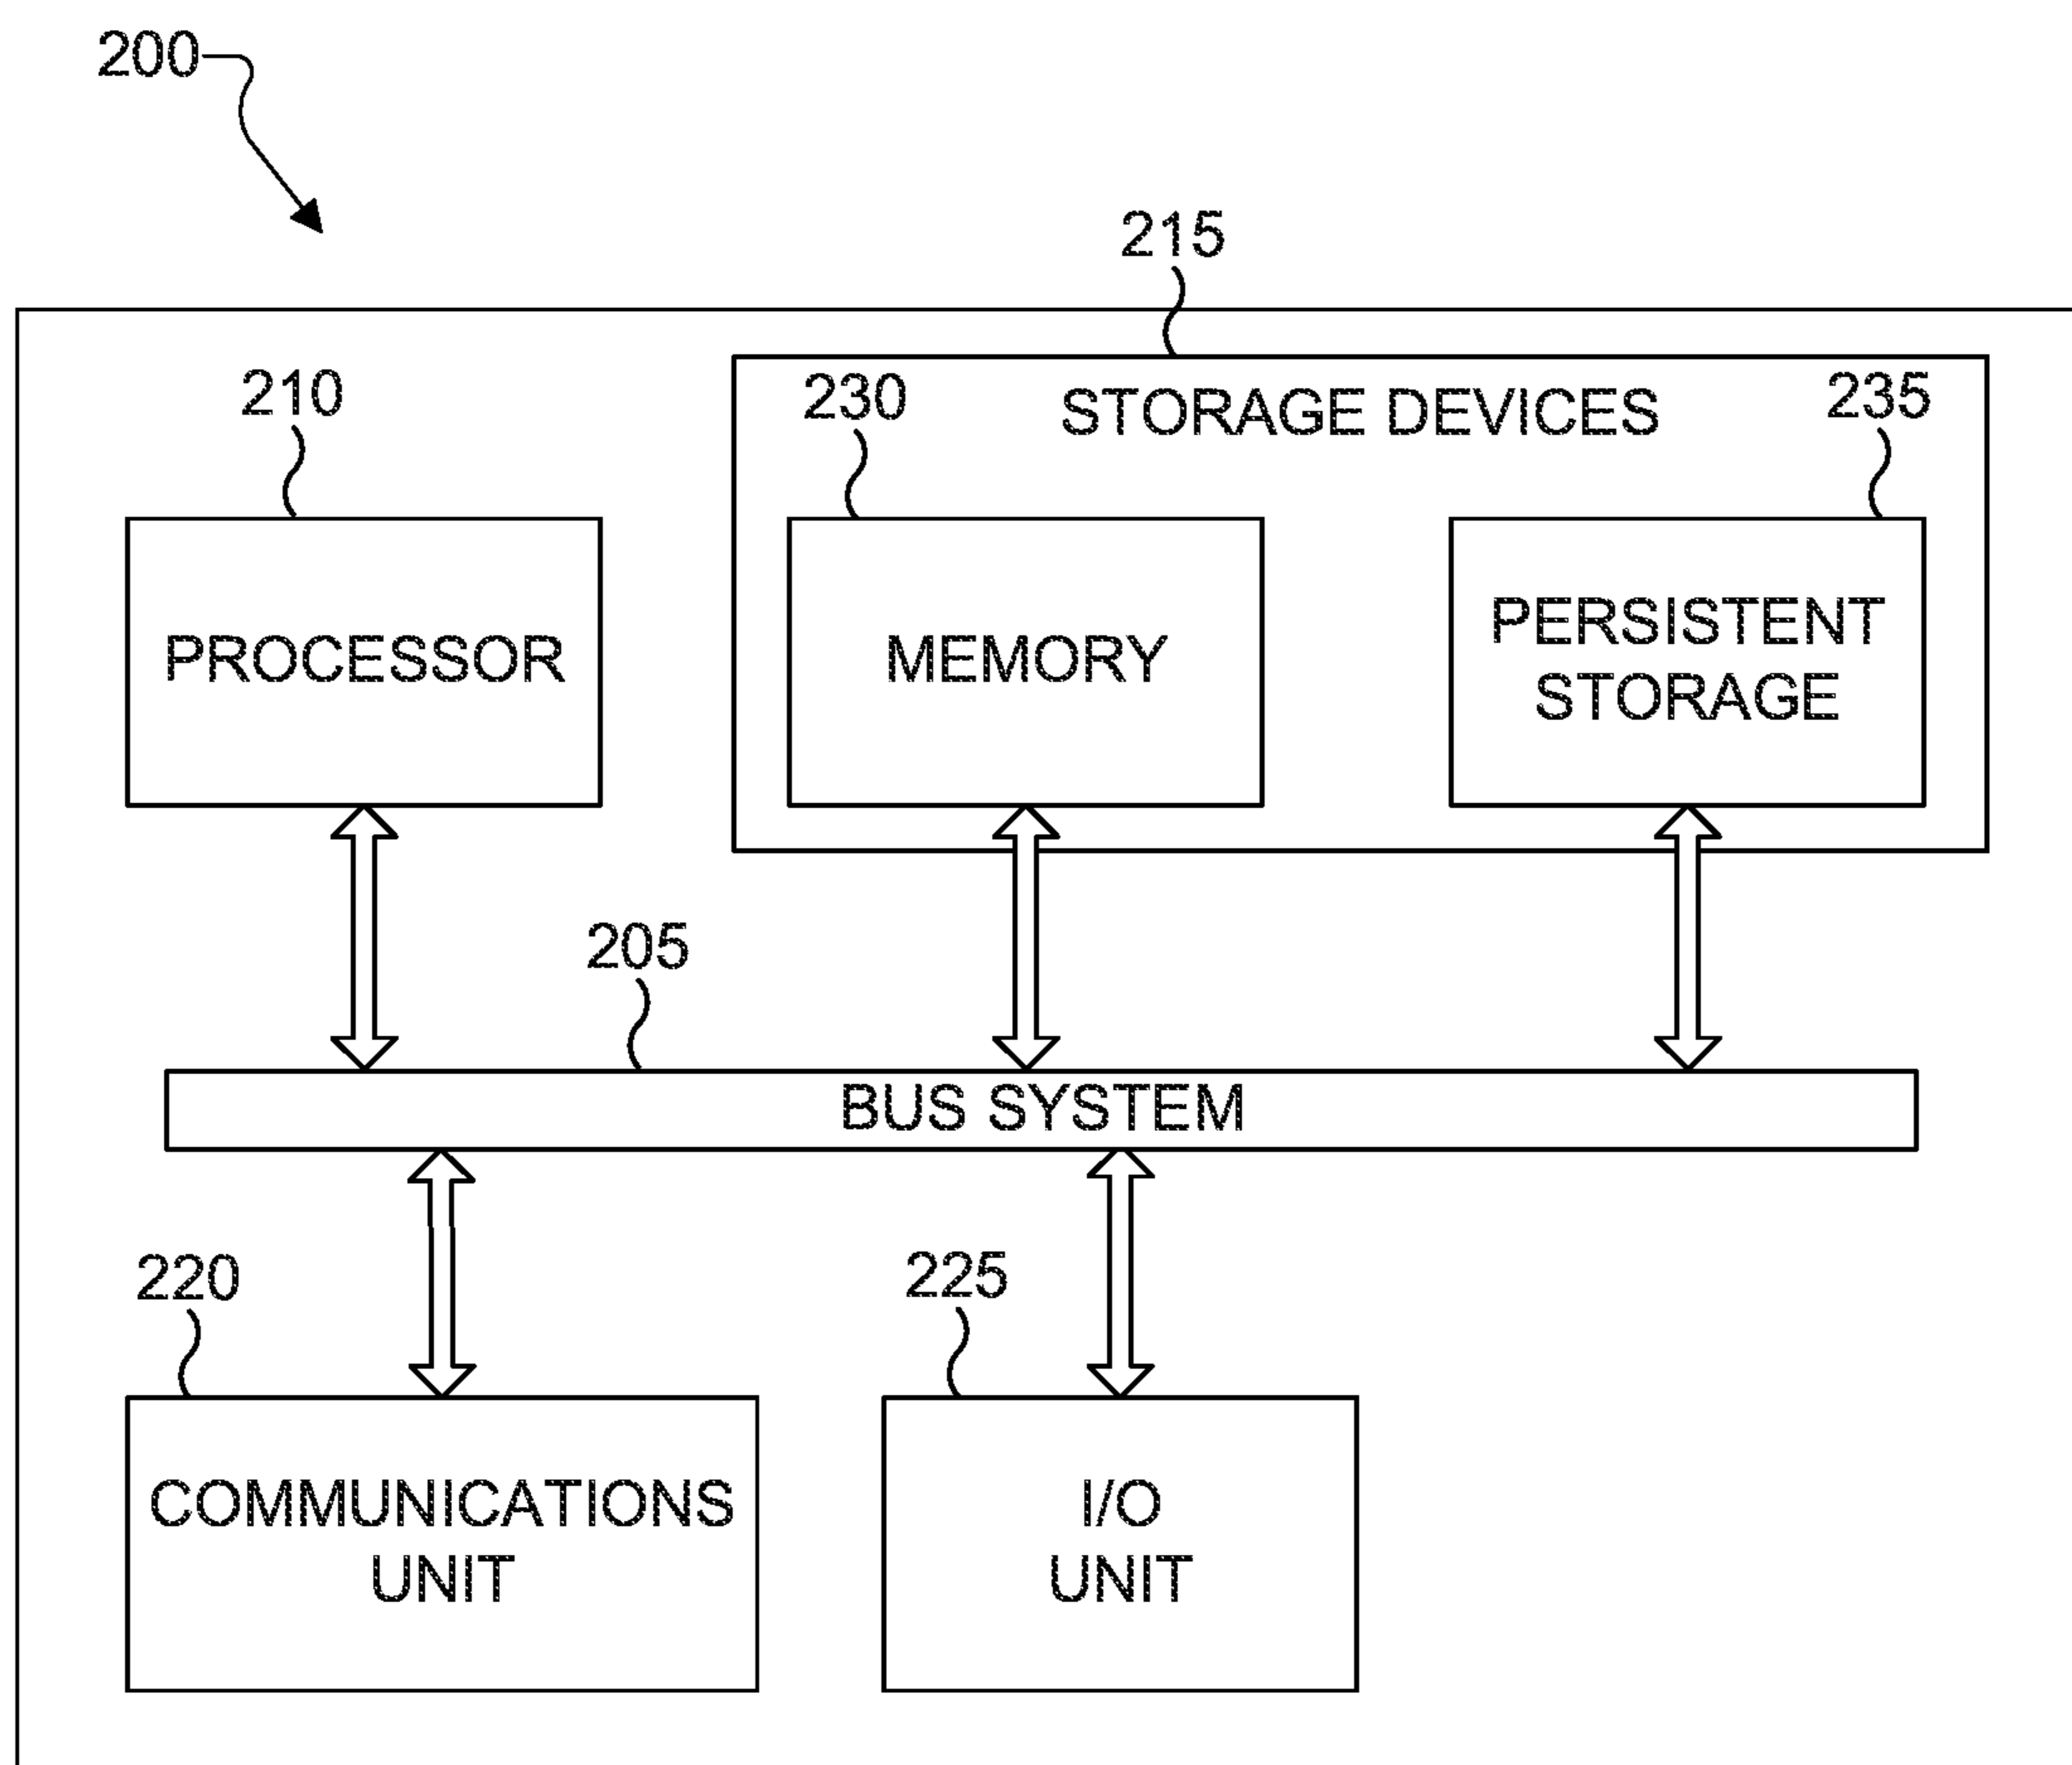 200
215
210
230
STORAGE DEVICES
235
PROCESSOR
MEMORY
PERSISTENT
STORAGE
205
BUS SYSTEM
220
225
COMMUNICATIONS
UNIT
I/O
UNIT